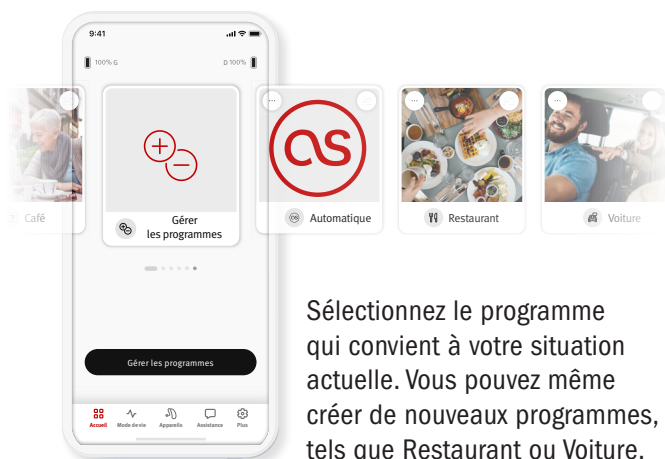 9:41
100% G
D 100%
Café
Gérer
les programmes
as
Automatique
Restaurant
Voiture
Gérer les programmes
Accueil
Mode de vie
Appareils
Assistance
Plus
Sélectionnez le programme
qui convient à votre situation
actuelle. Vous pouvez même
créer de nouveaux programmes,
tels que Restaurant ou Voiture.